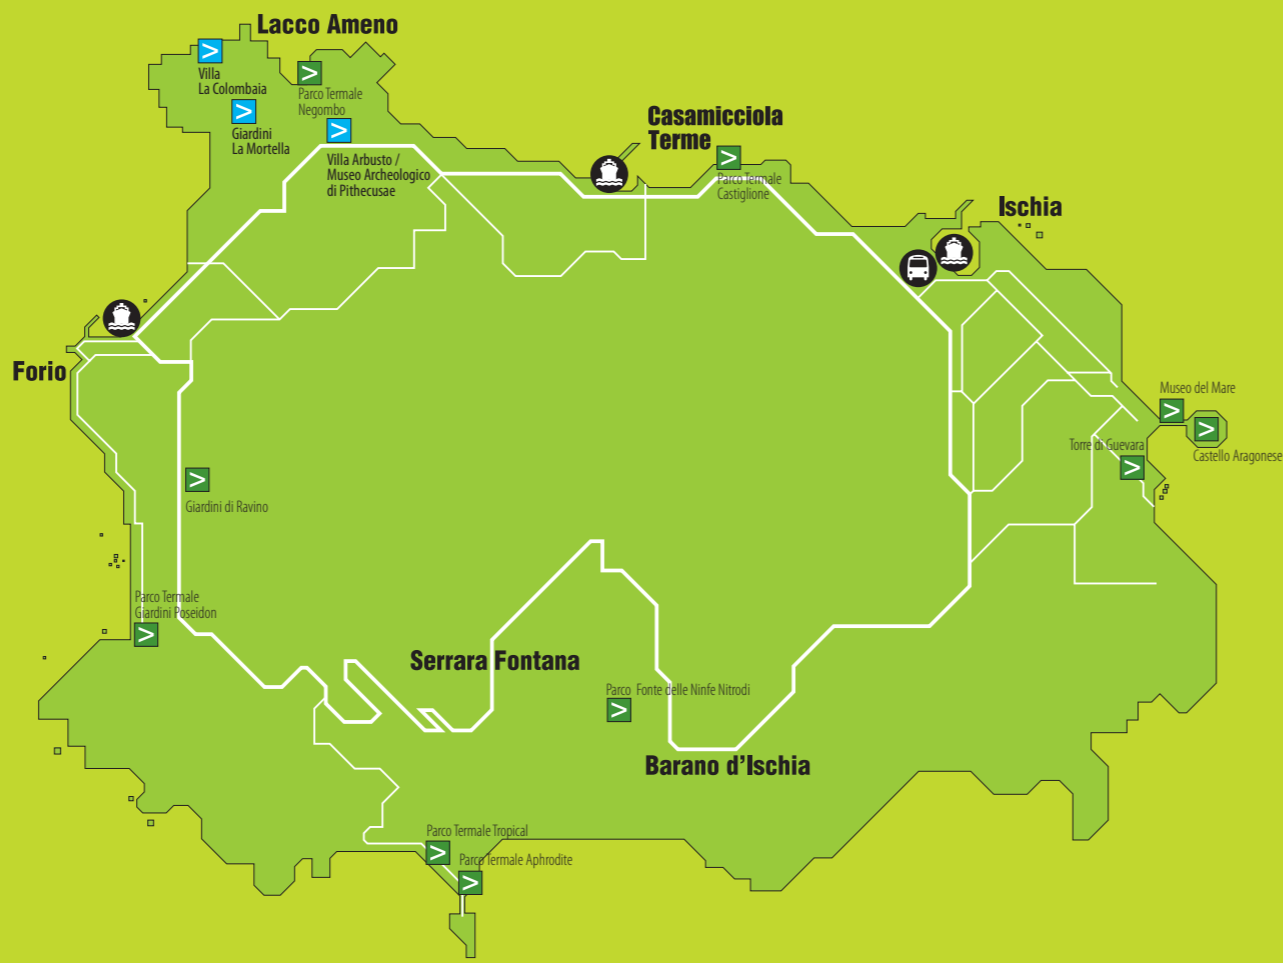 Lacco Ameno
Villa
La Colombaia
Parco Termale
Negombo
Giardini
La Mortella
Villa Arbusto /
Museo Archeologico
di Pithecusae
Casamicciola
Terme
Parco Termale
Castiglione
Ischia
Forio
Museo del Mare
Torre di Guevara
Castello Aragonese
Giardini di Ravino
Parco Termale
Giardini Poseidon
Serrara Fontana
Parco Fonte delle Ninfe Nitrodi
Barano d'Ischia
Parco Termale Tropical
Parco Termale Aphrodite